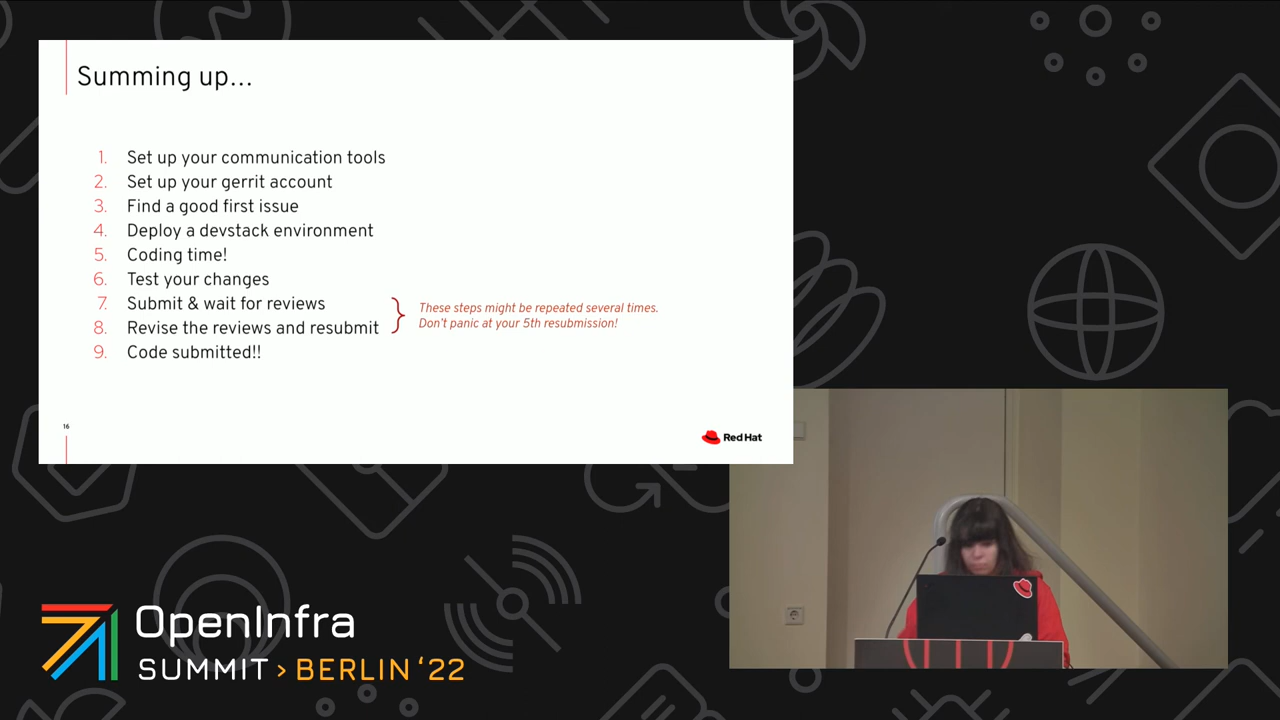 Summing up...
1. Set up your communication tools
2. Set up your gerrit account
3. Find a good first issue
4. Deploy a devstack environment
5. Coding time!
6. Test your changes
7. Submit & wait for reviews
8. Revise the reviews and resubmit
9. Code submitted!!
These steps might be repeated several times.
Don't panic at your 5th resubmission!
16
Red Hat
OpenInfra
SUMMIT > BERLIN '22